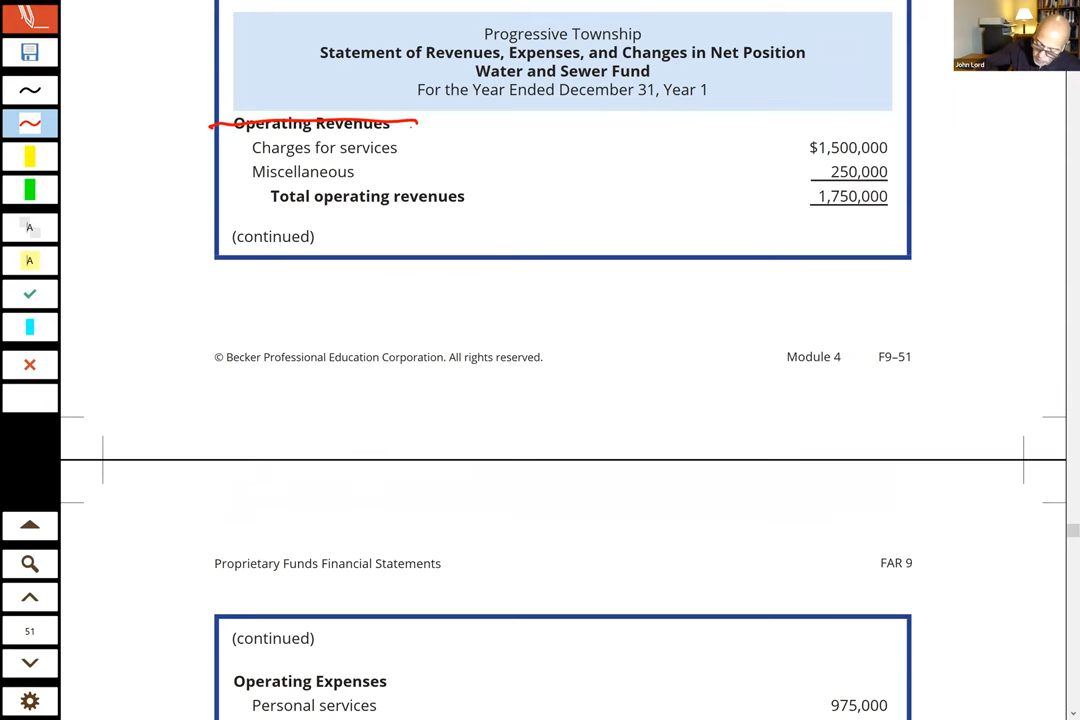 John Lord
Progressive Township
Statement of Revenues, Expenses, and Changes in Net Position
Water and Sewer Fund
For the Year Ended December 31, Year 1
Operating Revenues
Charges for services $1,500,000
Miscellaneous 250,000
Total operating revenues 1,750,000
(continued)
© Becker Professional Education Corporation. All rights reserved. Module 4 F9–51
Proprietary Funds Financial Statements FAR 9
(continued)
Operating Expenses
Personal services 975,000
A
A
51